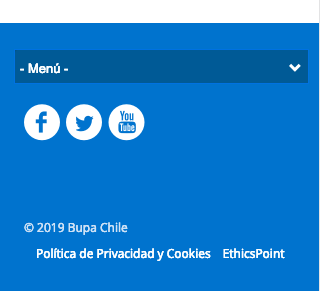 - Menú -
You
Tube
© 2019 Bupa Chile
Política de Privacidad y Cookies EthicsPoint